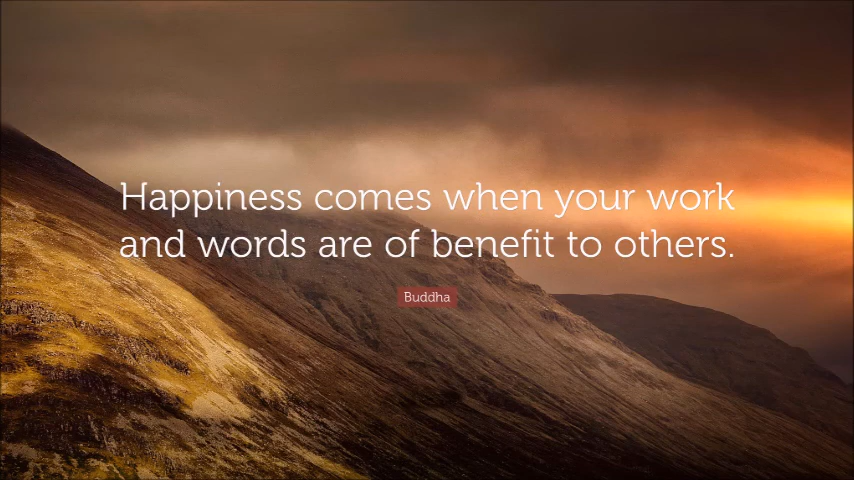 Happiness comes when your work
and words are of benefit to others.
Buddha